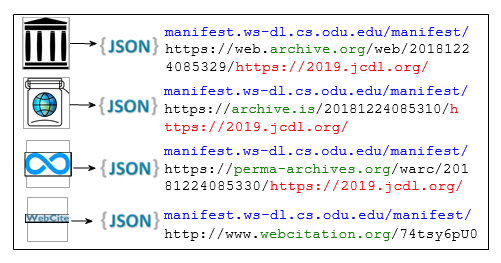 {JSON} manifest.ws-dl.cs.odu.edu/manifest/
https://web.archive.org/web/2018122
4085329/https://2019.jcdl.org/
{JSON} manifest.ws-dl.cs.odu.edu/manifest/
https://archive.is/20181224085310/h
ttps://2019.jcdl.org/
{JSON} manifest.ws-dl.cs.odu.edu/manifest/
https://perma-archives.org/warc/201
81224085330/https://2019.jcdl.org/
WebCite {JSON} manifest.ws-dl.cs.odu.edu/manifest/
http://www.webcitation.org/74tsy6pU0